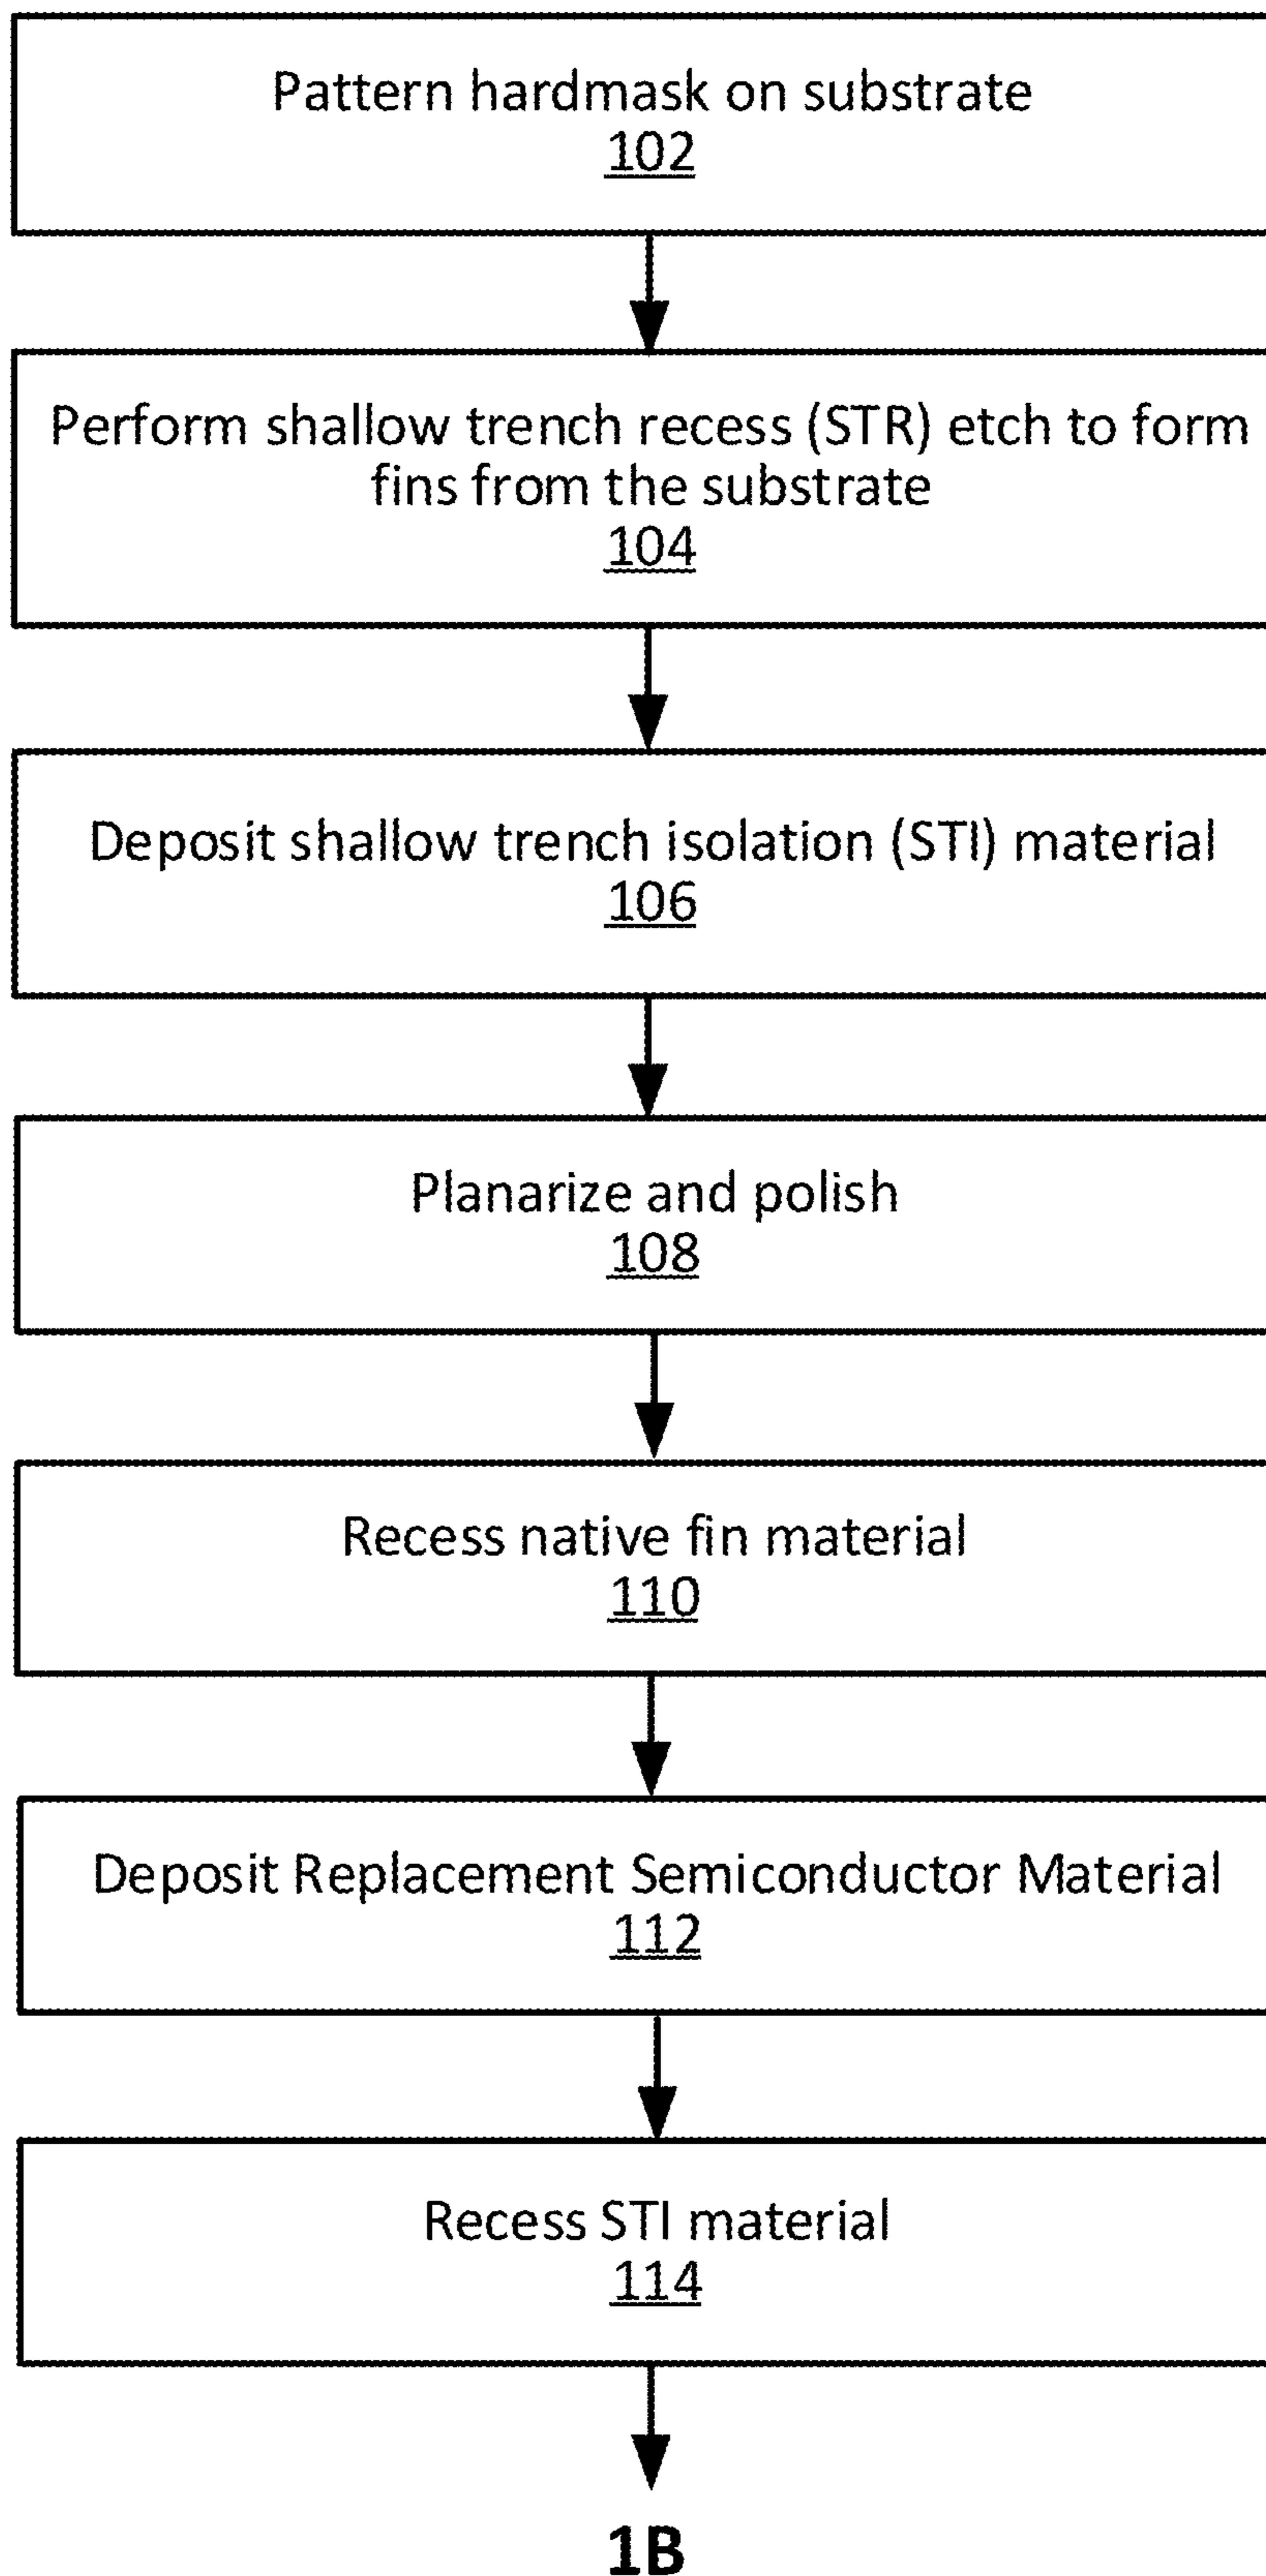 Pattern hardmask on substrate
102
Perform shallow trench recess (STR) etch to form
fins from the substrate
104
Deposit shallow trench isolation (STI) material
106
Planarize and polish
108
Recess native fin material
110
Deposit Replacement Semiconductor Material
112
Recess STI material
114
1B